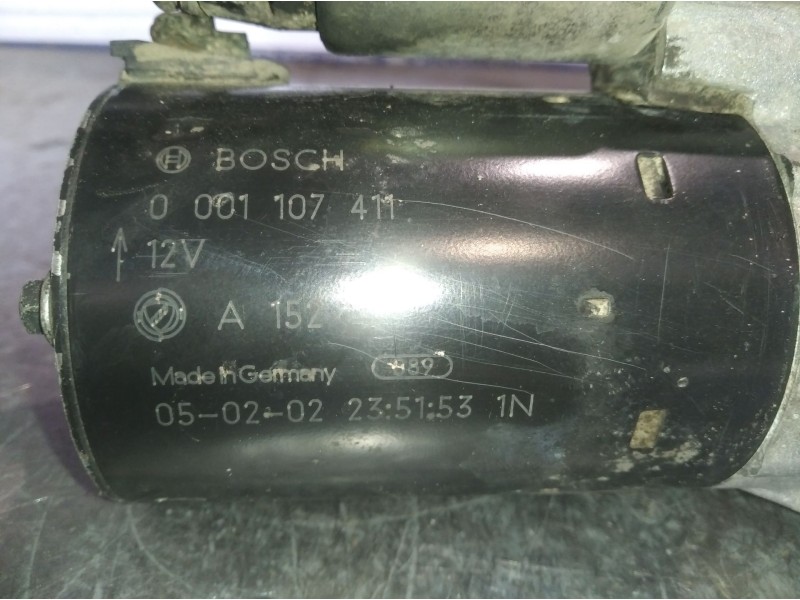 BOSCH
0 001 107 411
12V
A 152
Made in Germany
05-02-02 23:51:53 1N